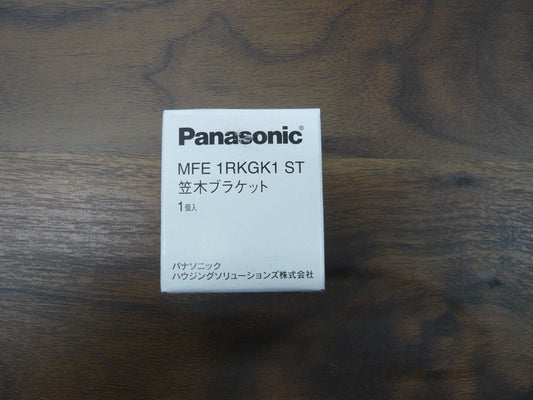 Panasonic®
MFE 1RKGK1 ST
笠木ブラケット
1個入
パナソニック
ハウジングソリューションズ株式会社